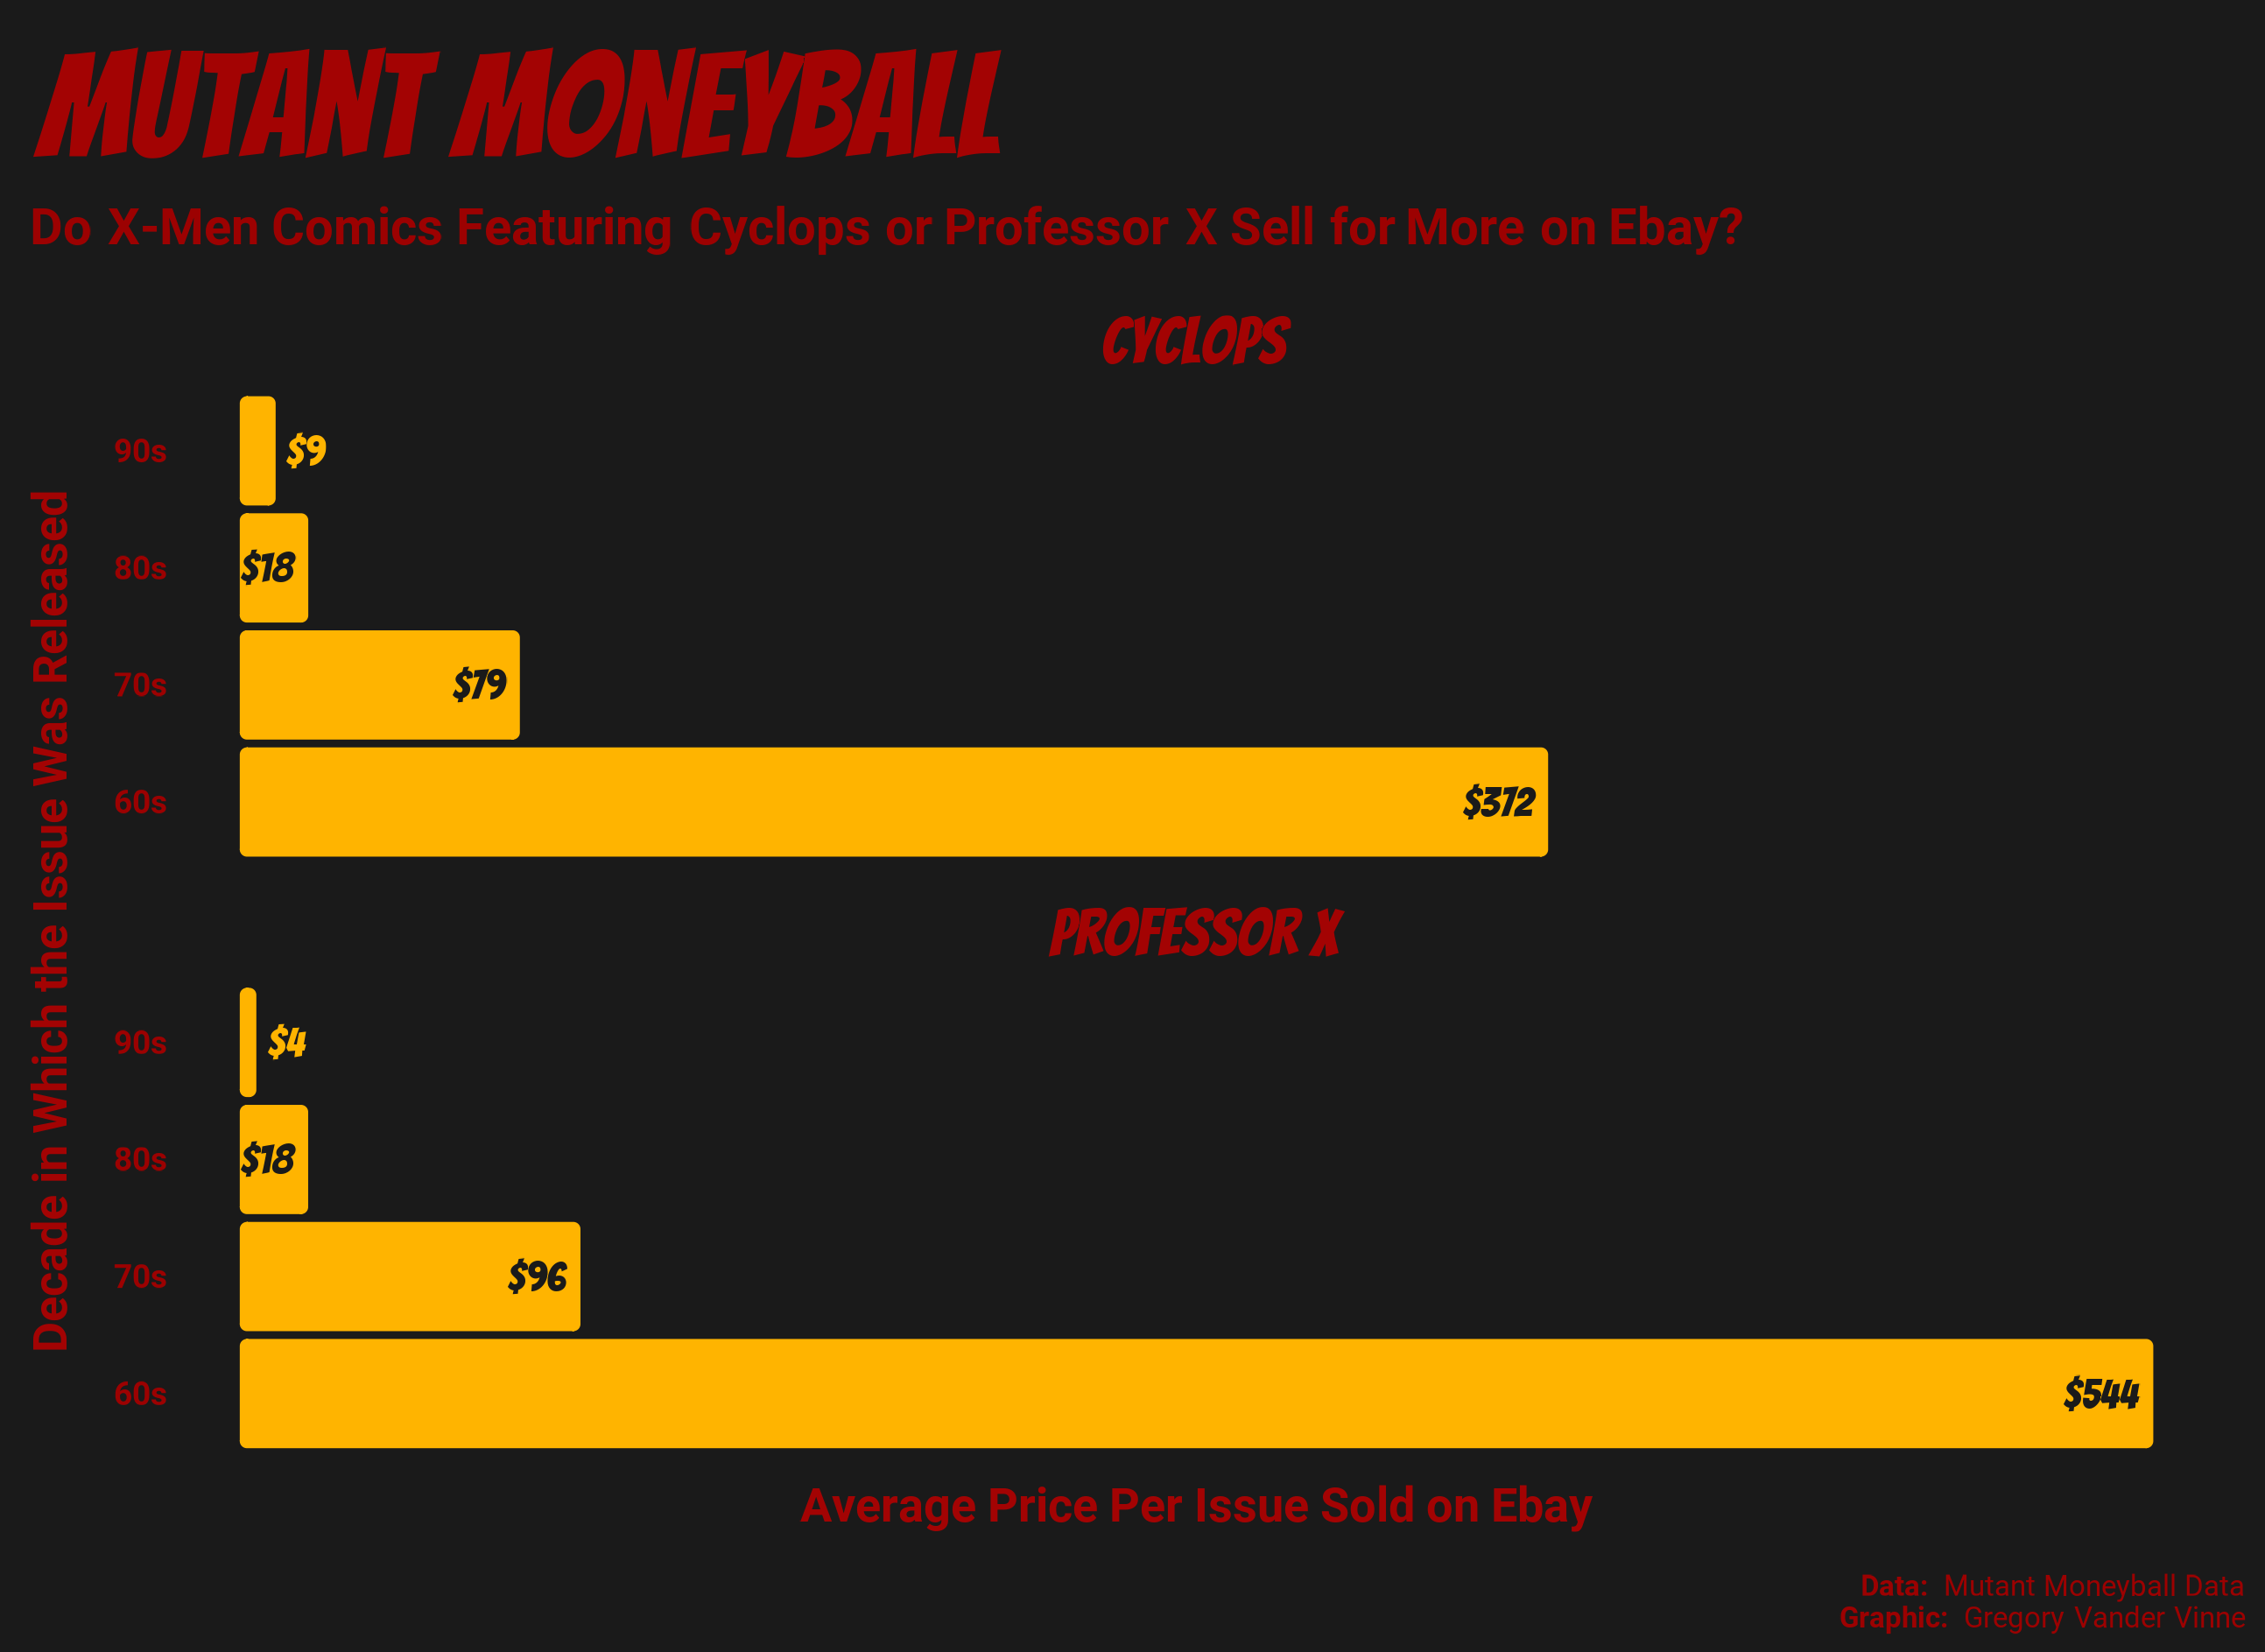 MUTANT MONEYBALL
Do X-Men Comics Featuring Cyclops or Professor X Sell for More on Ebay?
Decade in Which the Issue Was Released
CYCLOPS
90s $9
80s $18
70s $79
60s $372
PROFESSOR X
90s $4
80s $18
70s $96
60s $544
Average Price Per Issue Sold on Ebay
Data: Mutant Moneyball Data
Graphic: Gregory Vander Vinne